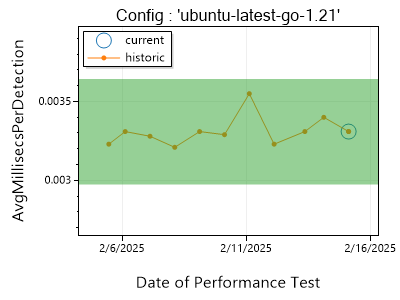 Config : 'ubuntu-latest-go-1.21'
current
historic
AvgMillisecsPerDetection
0.0035
0.003
2/6/2025
2/11/2025
2/16/2025
Date of Performance Test